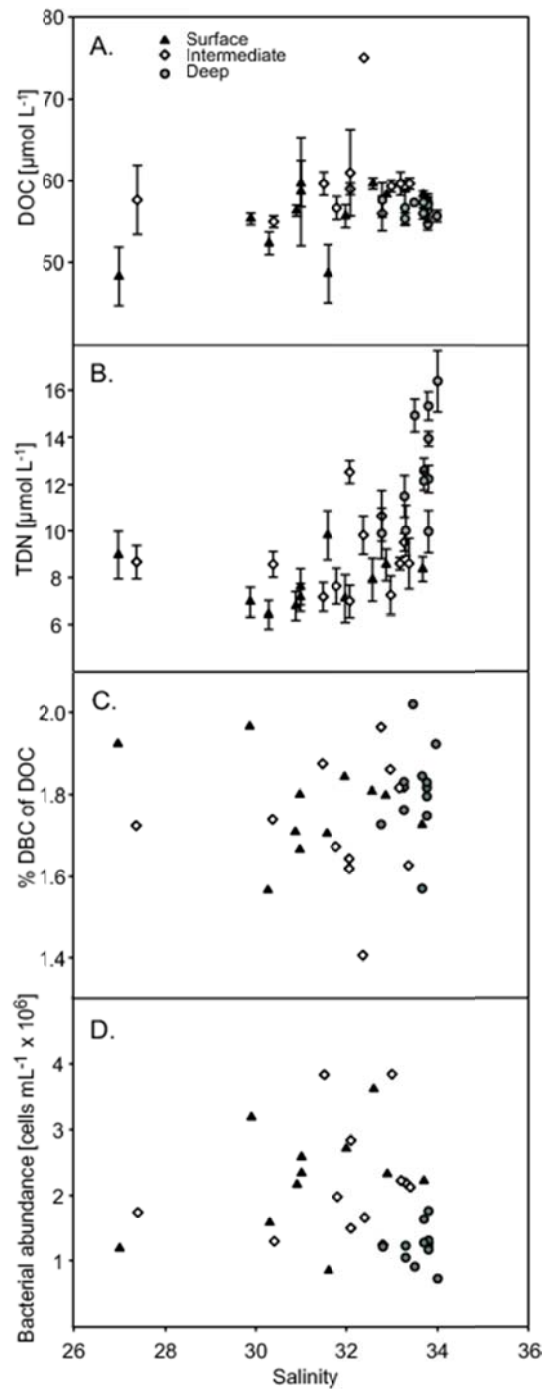 A.
Surface
Intermediate
Deep
DOC [µmol L⁻¹]
80
70
60
50
B.
TDN [µmol L⁻¹]
16
14
12
10
8
6
C.
% DBC of DOC
2.0
1.8
1.6
1.4
D.
Bacterial abundance [cells mL⁻¹ x 10⁶]
4
3
2
1
26 28 30 32 34 36
Salinity